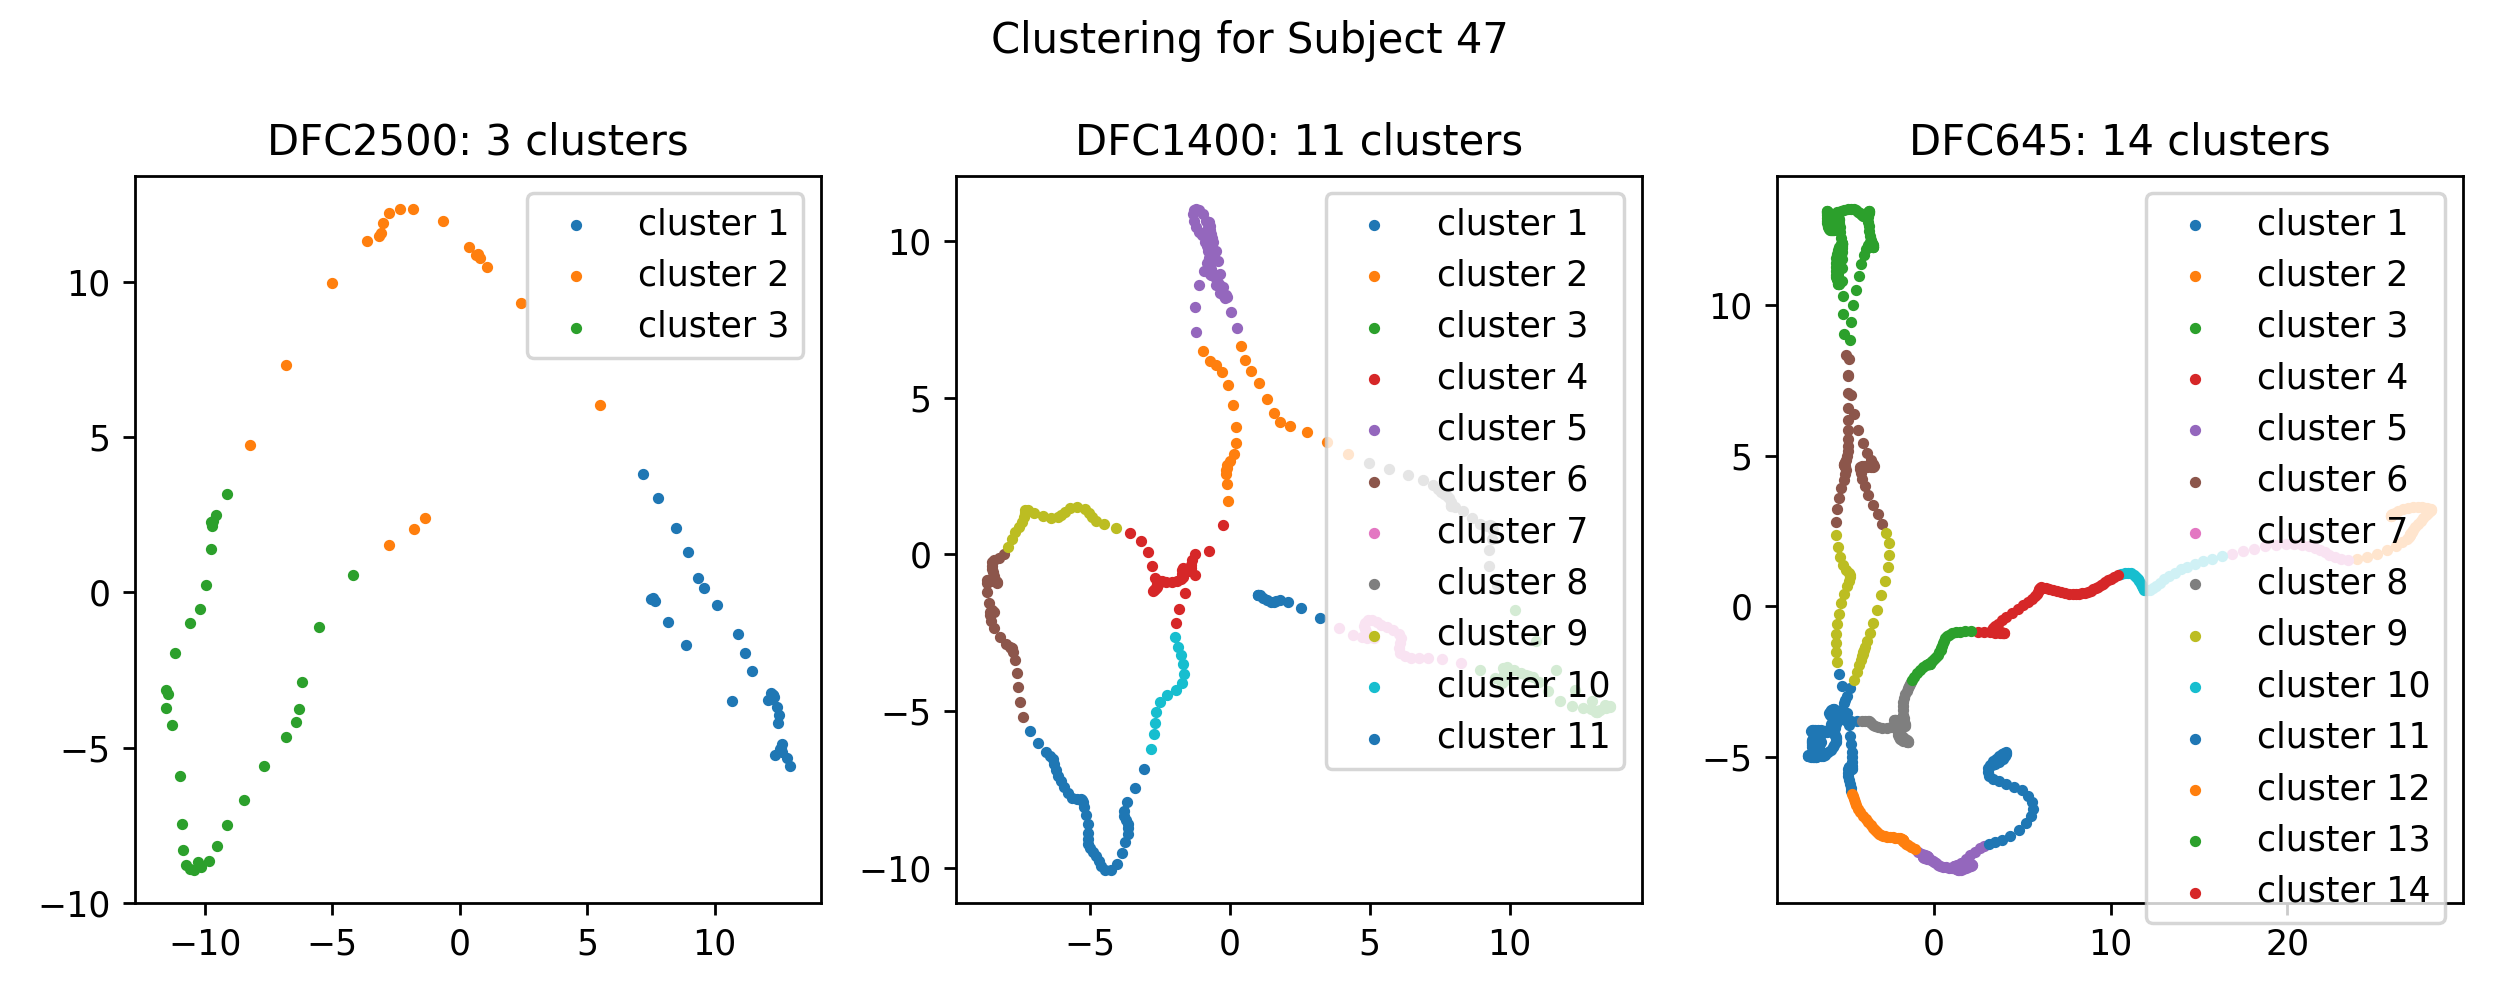 Clustering for Subject 47
DFC2500: 3 clusters
cluster 1
cluster 2
cluster 3
10
5
0
−5
−10
−10
−5
0
5
10
DFC1400: 11 clusters
cluster 1
cluster 2
cluster 3
cluster 4
cluster 5
cluster 6
cluster 7
cluster 8
cluster 9
cluster 10
cluster 11
10
5
0
−5
−10
−5
0
5
10
DFC645: 14 clusters
cluster 1
cluster 2
cluster 3
cluster 4
cluster 5
cluster 6
cluster 7
cluster 8
cluster 9
cluster 10
cluster 11
cluster 12
cluster 13
cluster 14
10
5
0
−5
0
10
20